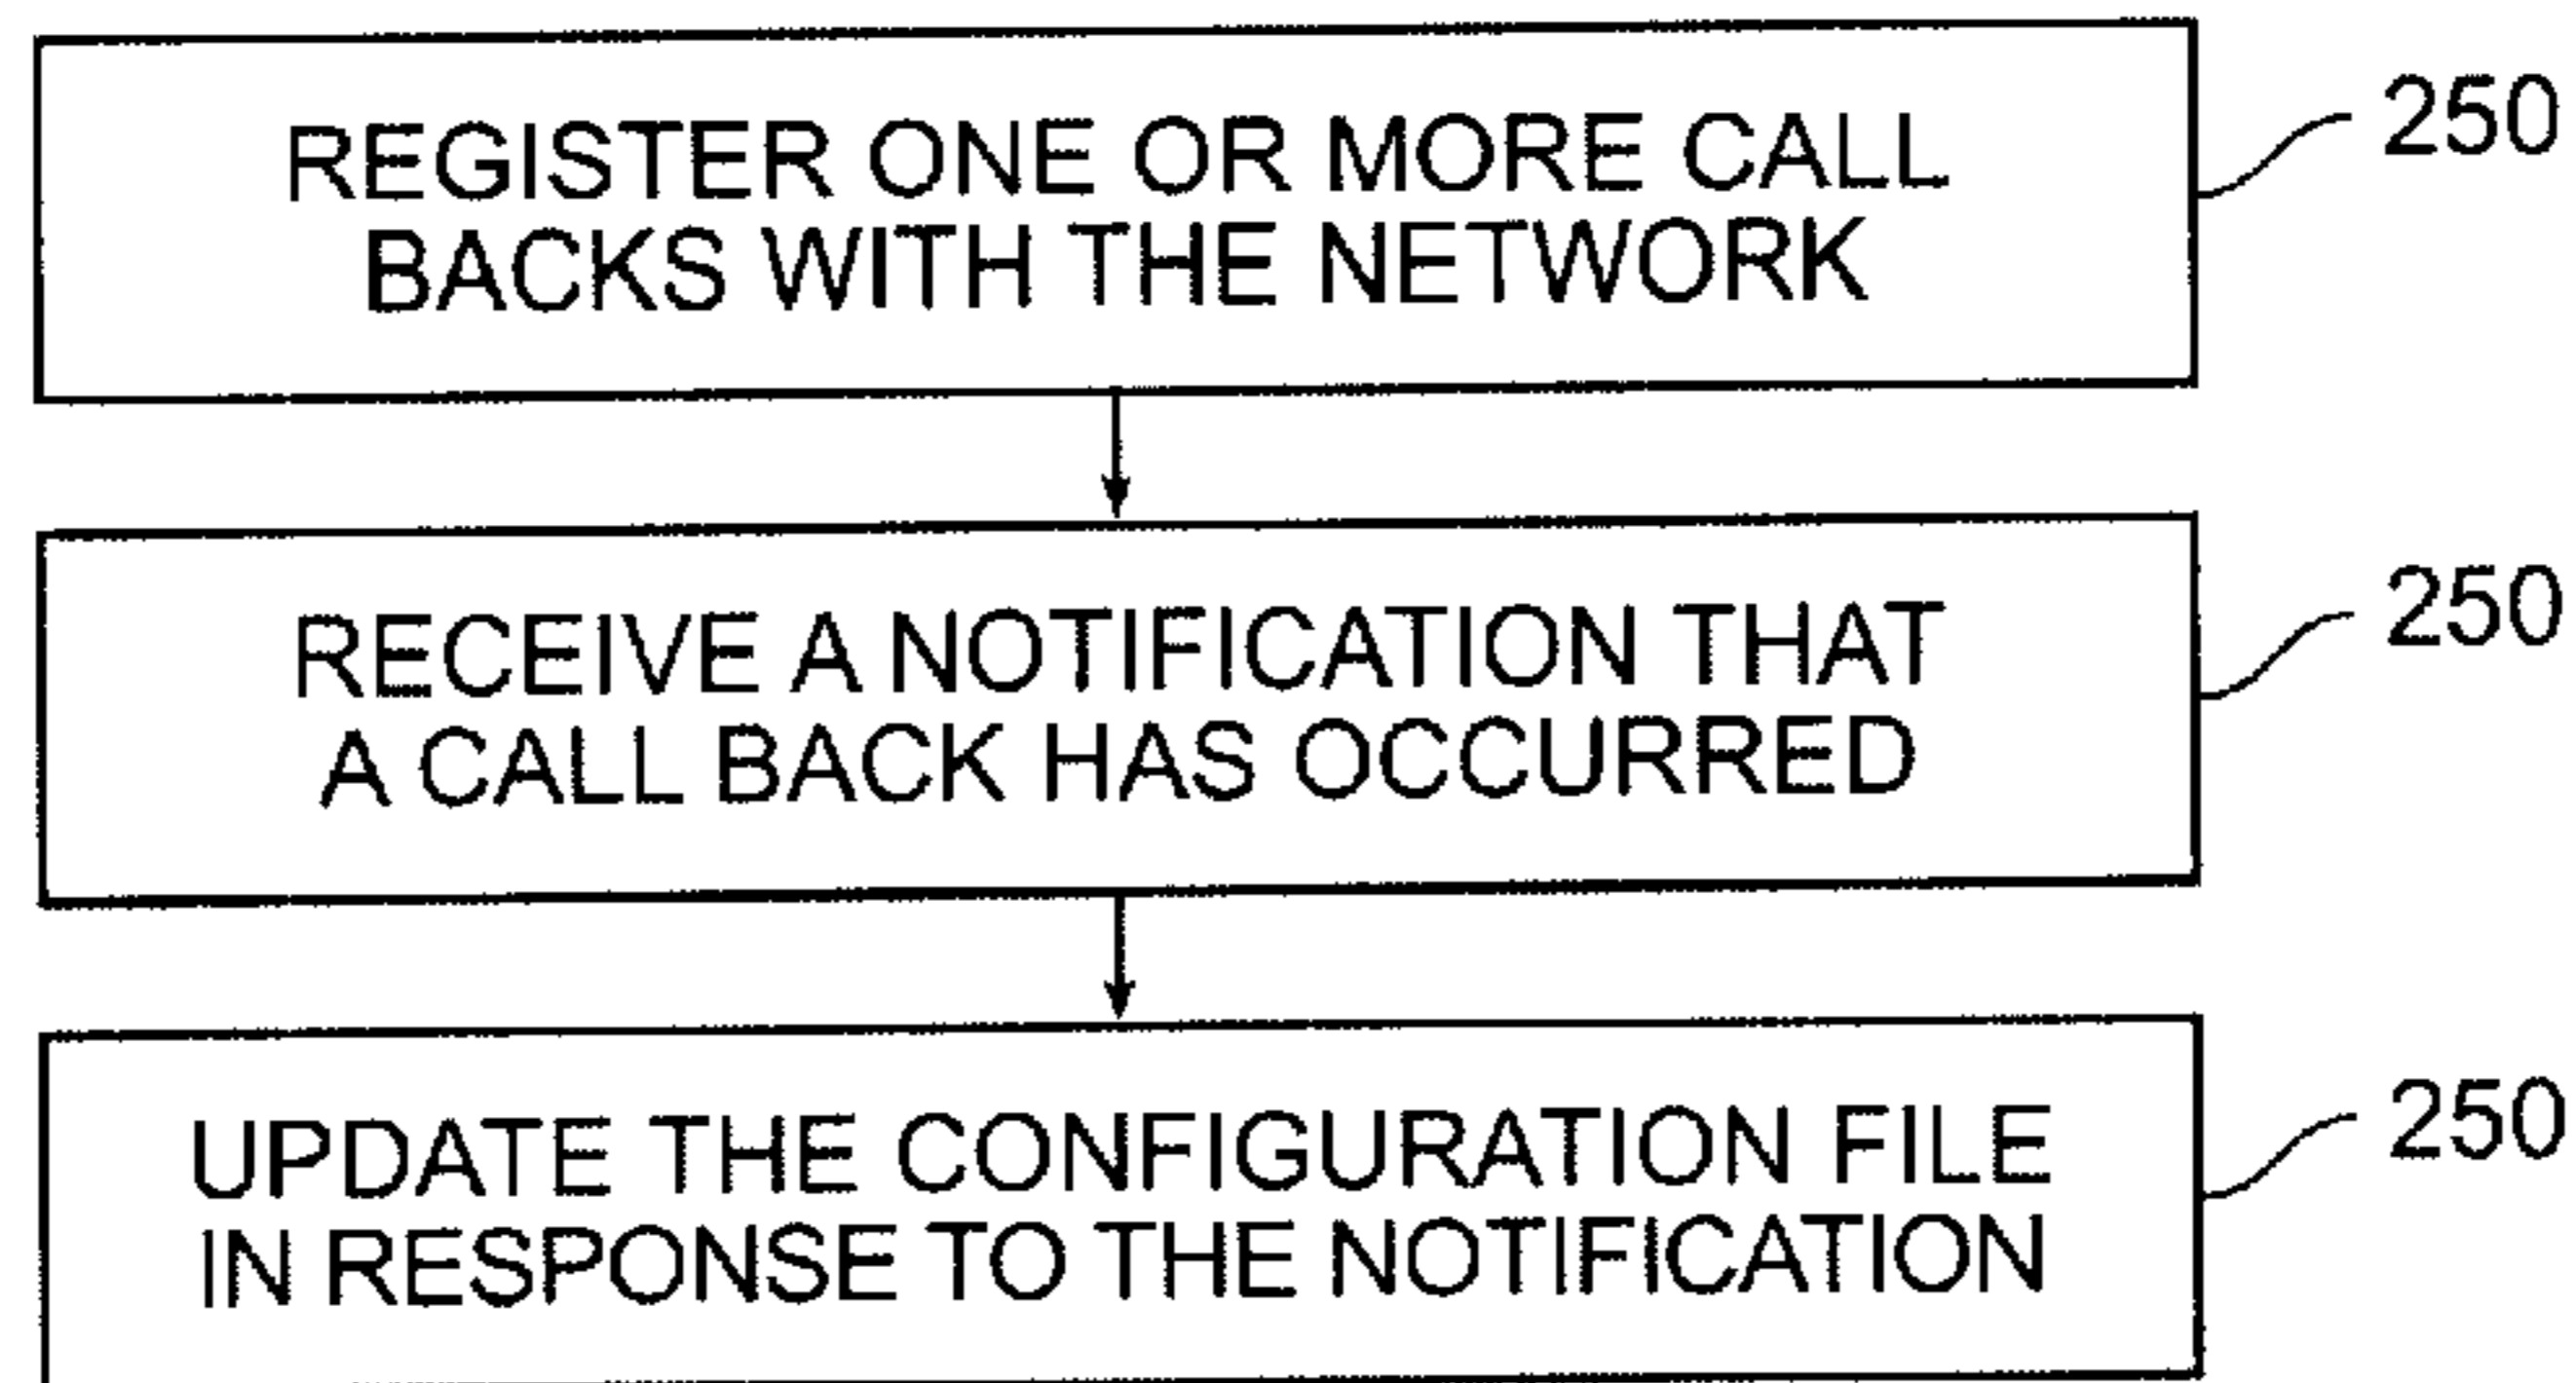 REGISTER ONE OR MORE CALL
BACKS WITH THE NETWORK
250
RECEIVE A NOTIFICATION THAT
A CALL BACK HAS OCCURRED
250
UPDATE THE CONFIGURATION FILE
IN RESPONSE TO THE NOTIFICATION
250